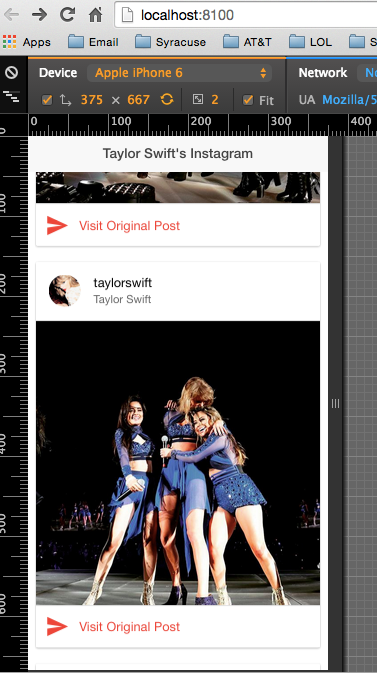 localhost:8100
Apps Email Syracuse AT&T LOL S
Device Apple iPhone 6 Network No
375 × 667 2 Fit UA Mozilla/5
0 100 200 300 400
0
100
200
300
400
500
600
Taylor Swift's Instagram
Visit Original Post
taylorswift
Taylor Swift
Visit Original Post